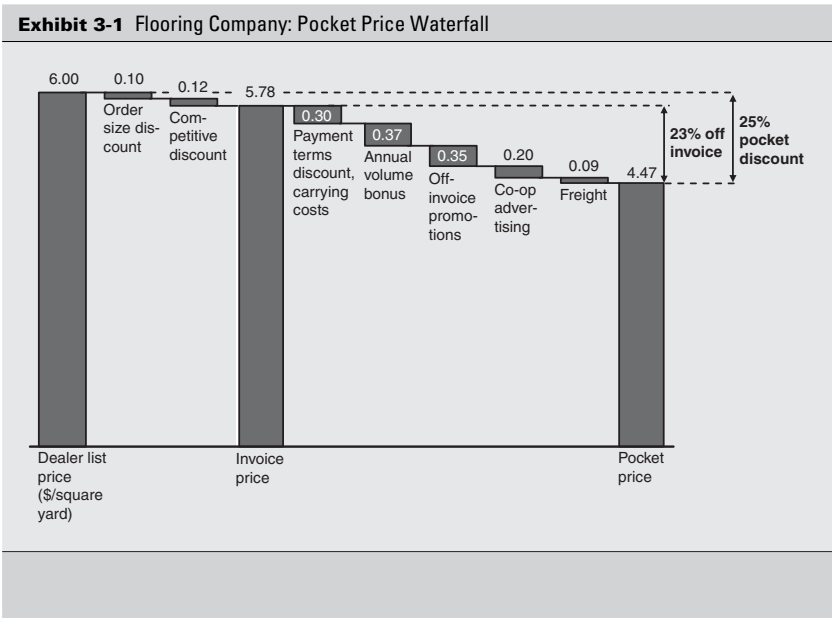 Exhibit 3-1 Flooring Company: Pocket Price Waterfall
6.00
0.10
Order
size dis-
count
0.12
Com-
petitive
discount
5.78
0.30
Payment
terms
discount,
carrying
costs
0.37
Annual
volume
bonus
0.35
Off-
invoice
promo-
tions
0.20
Co-op
adver-
tising
0.09
Freight
4.47
23% off
invoice
25%
pocket
discount
Dealer list
price
($/square
yard)
Invoice
price
Pocket
price